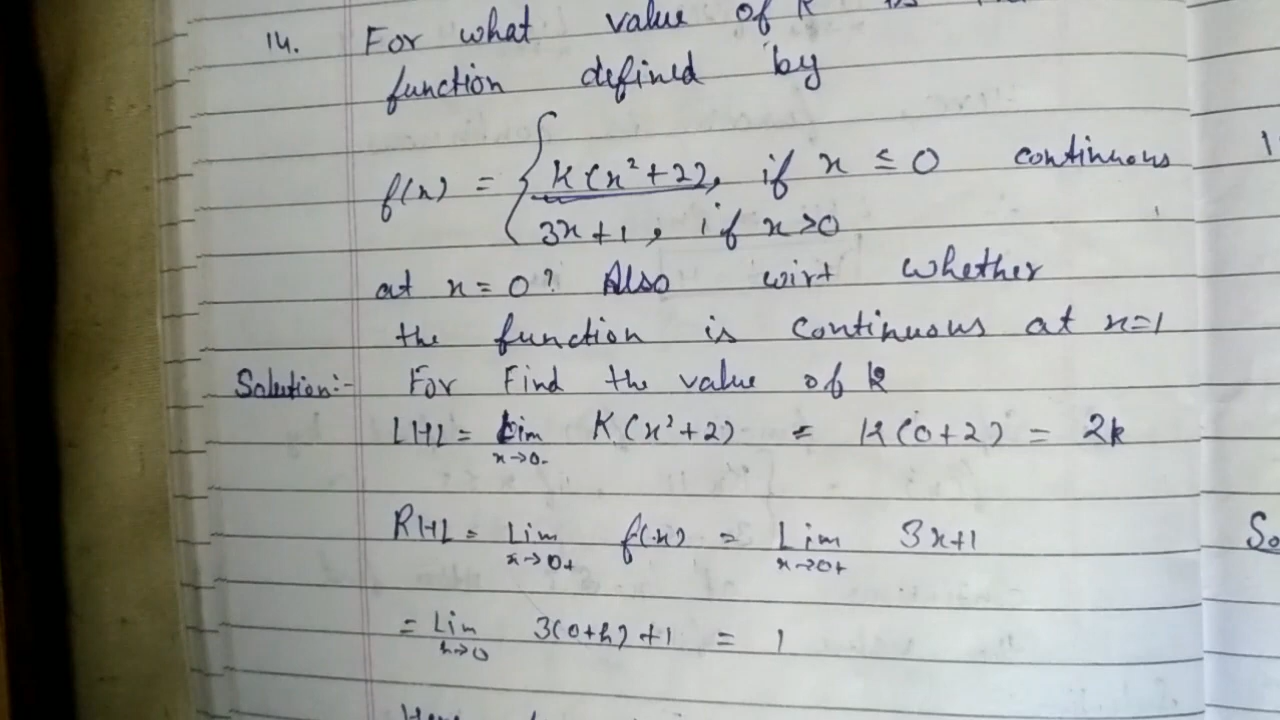 14. For what value of k is the
function defined by
f(x) = { k(x²+2), if x ≤ 0 continuous
3x+1, if x>0
at x=0? Also wirt whether
the function is continuous at x=1
Solution:- For Find the value of k
LHL = Lim x→0- K(x²+2) = k(0+2) = 2k
RHL = Lim x→0+ f(x) = Lim x→0+ 3x+1
= Lim h→0 3(0+h)+1 = 1